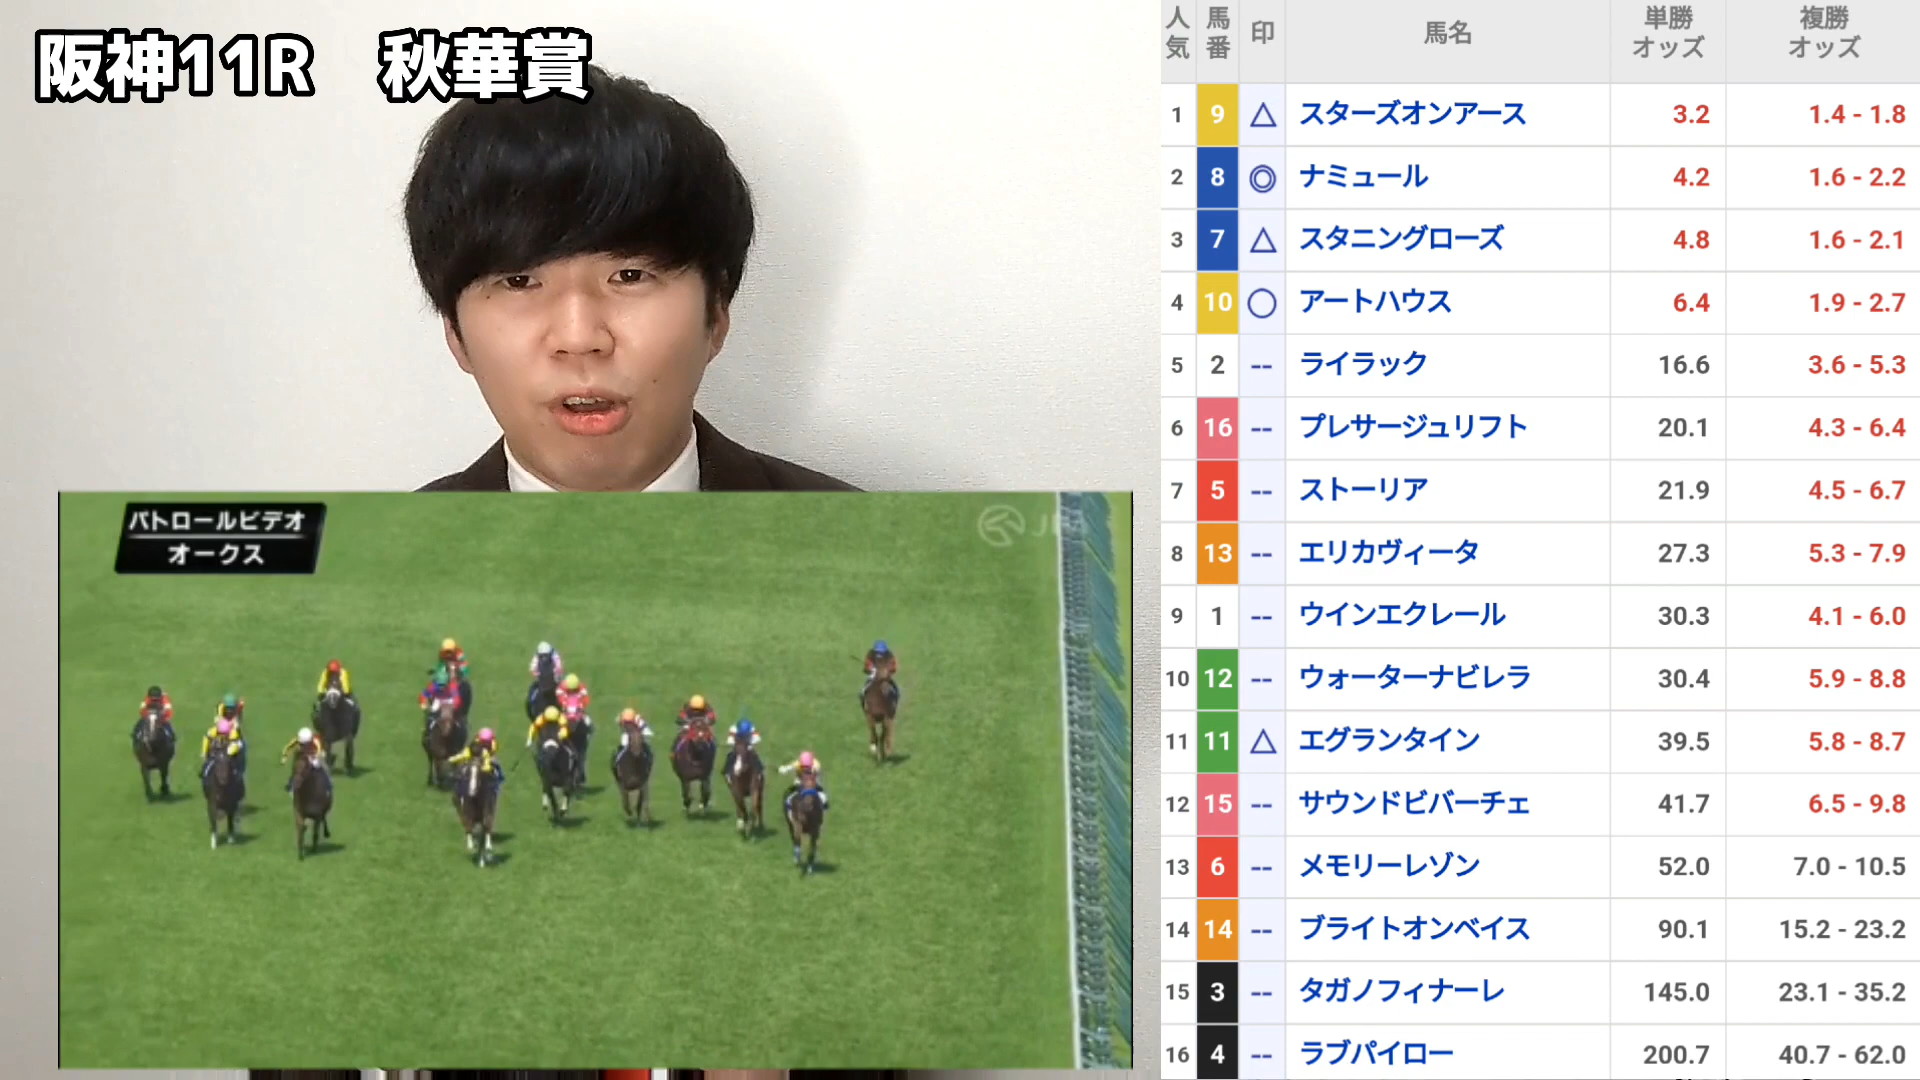 阪神11R 秋華賞
パトロールビデオ
オークス
人気 馬番 印 馬名 単勝オッズ 複勝オッズ
1 9 △ スターズオンアース 3.2 1.4 - 1.8
2 8 ◎ ナミュール 4.2 1.6 - 2.2
3 7 △ スタニングローズ 4.8 1.6 - 2.1
4 10 ○ アートハウス 6.4 1.9 - 2.7
5 2 -- ライラック 16.6 3.6 - 5.3
6 16 -- プレサージュリフト 20.1 4.3 - 6.4
7 5 -- ストーリア 21.9 4.5 - 6.7
8 13 -- エリカヴィータ 27.3 5.3 - 7.9
9 1 -- ウインエクレール 30.3 4.1 - 6.0
10 12 -- ウォーターナビレラ 30.4 5.9 - 8.8
11 11 △ エグランタイン 39.5 5.8 - 8.7
12 15 -- サウンドビバーチェ 41.7 6.5 - 9.8
13 6 -- メモリーレゾン 52.0 7.0 - 10.5
14 14 -- ブライトオンベイス 90.1 15.2 - 23.2
15 3 -- タガノフィナーレ 145.0 23.1 - 35.2
16 4 -- ラブパイロー 200.7 40.7 - 62.0